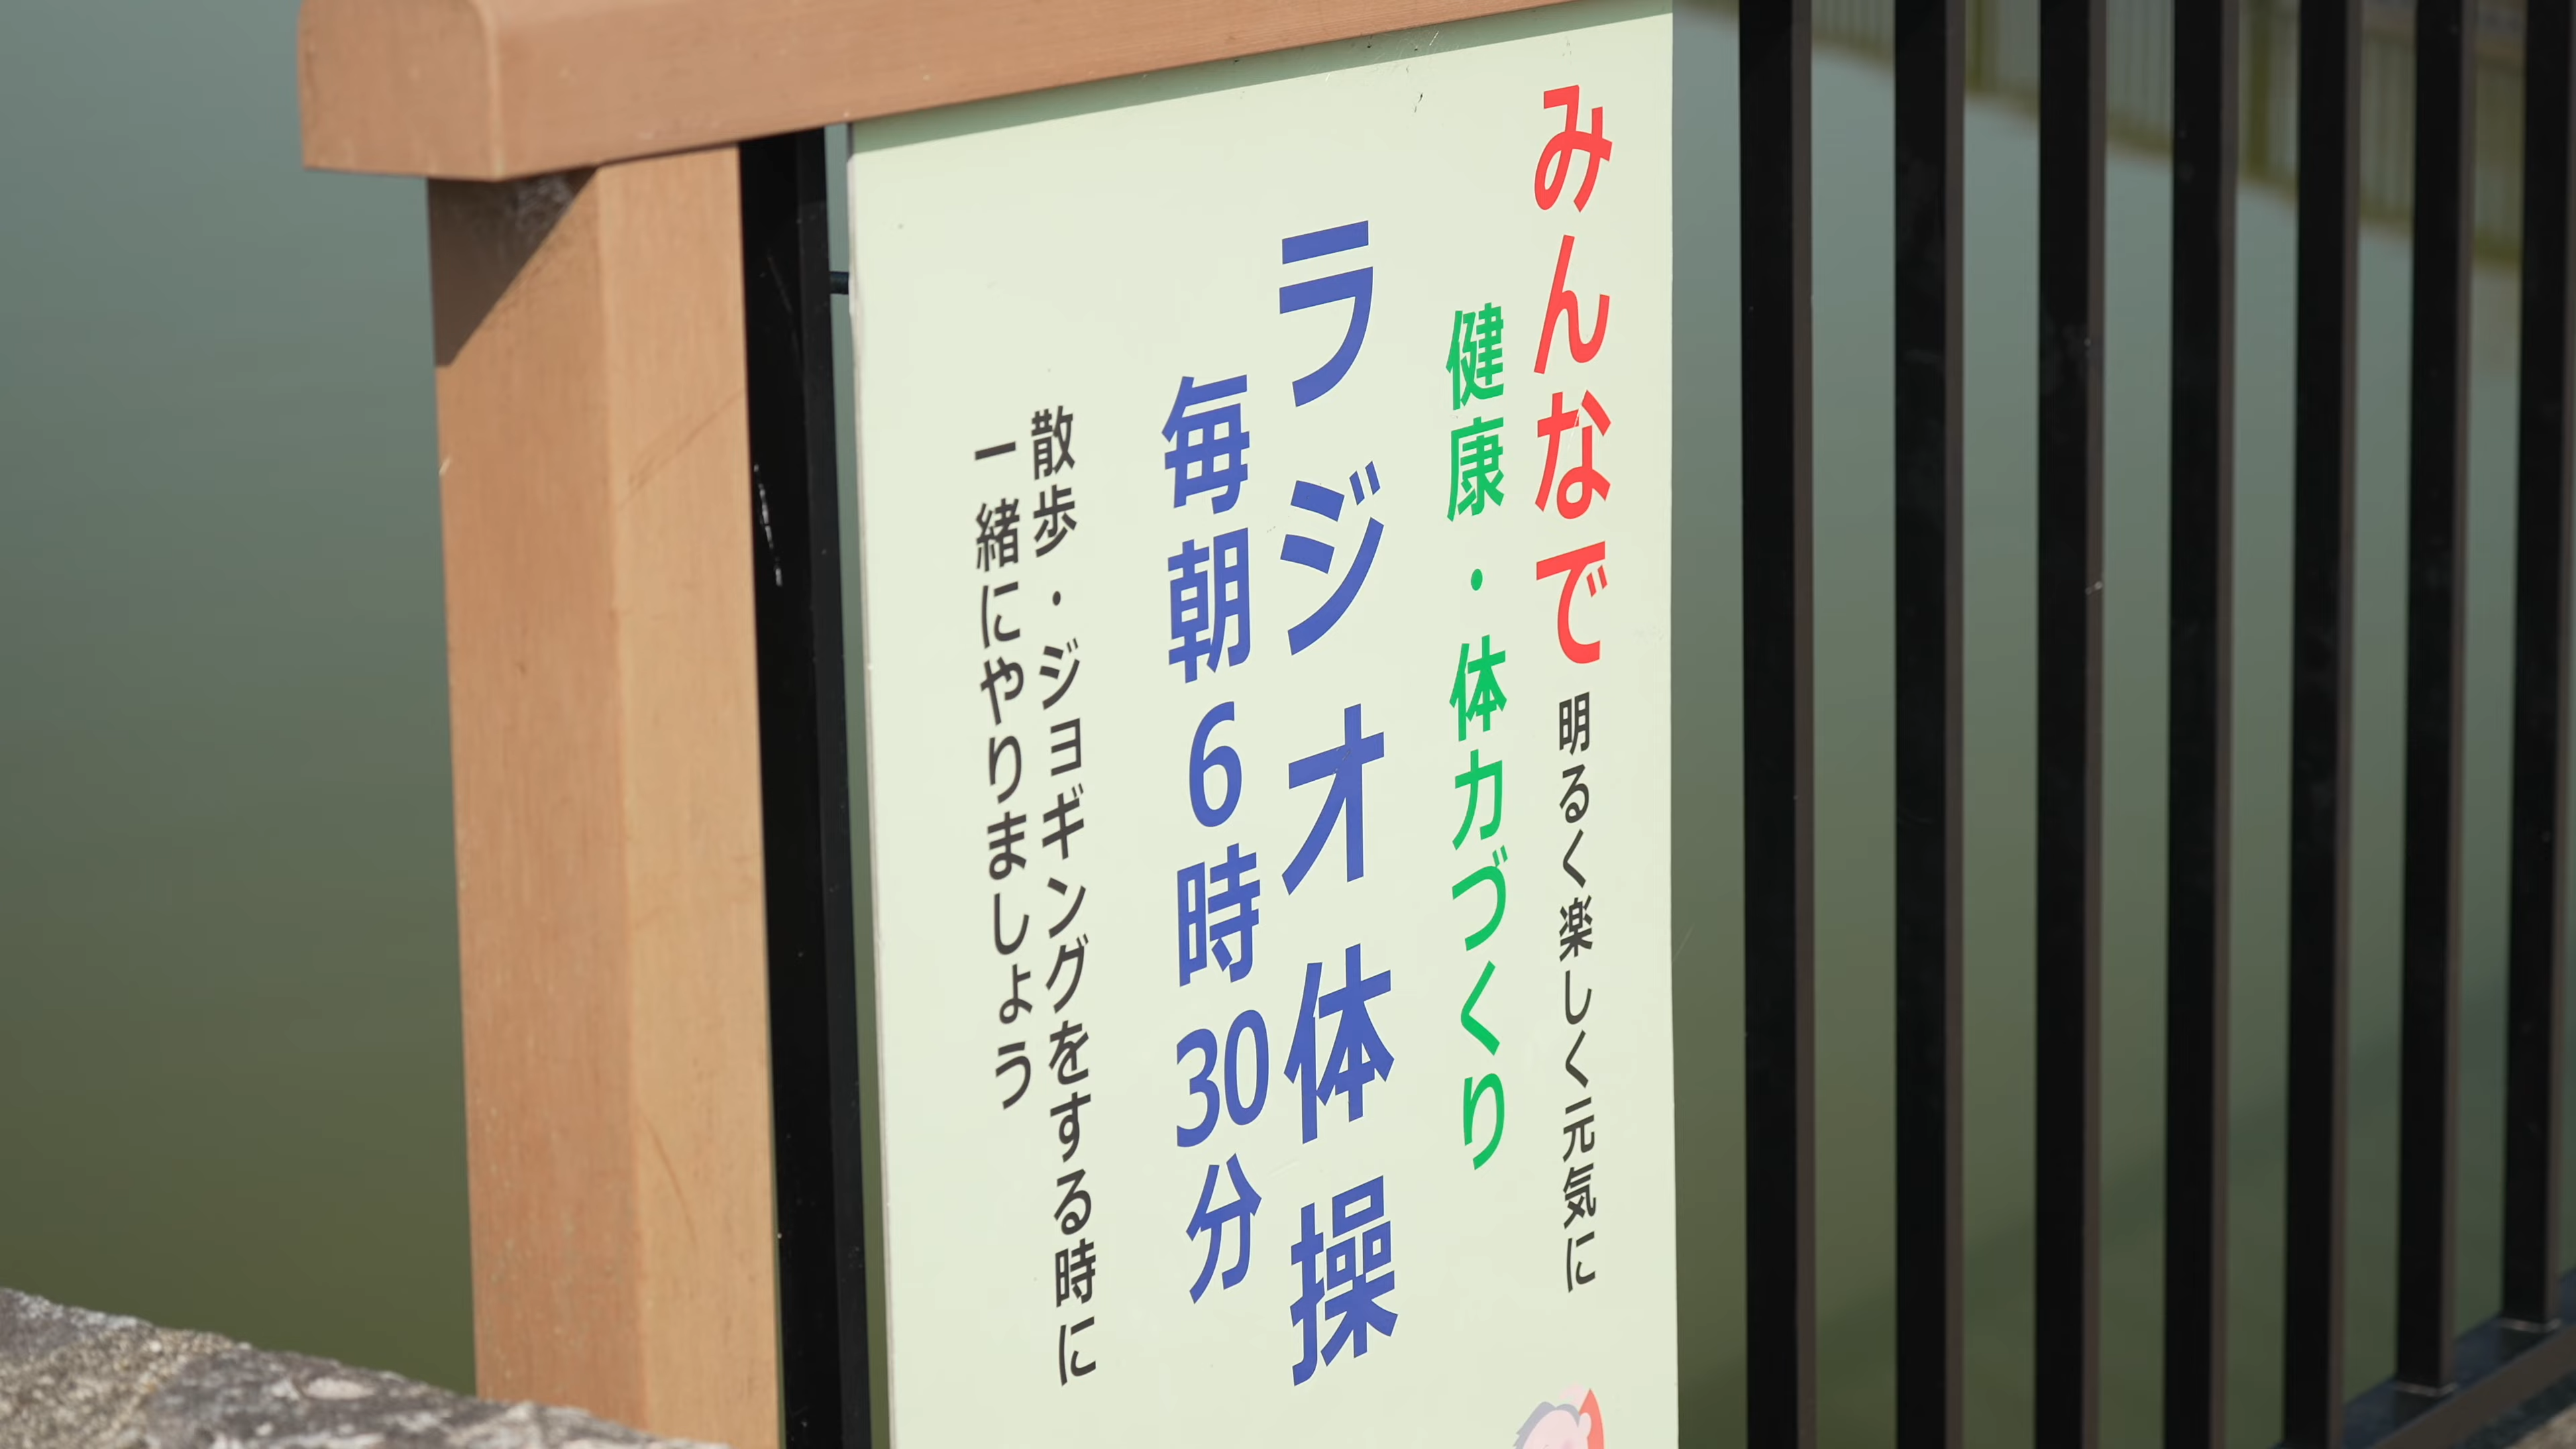 みんなで 明るく楽しく元気に
健康・体力づくり
ラジオ体操
毎朝6時30分
散歩・ジョギングをする時に
一緒にやりましょう